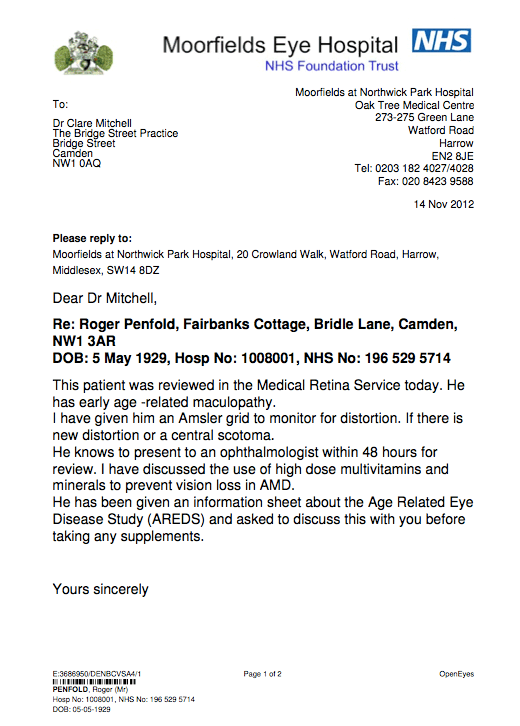 Moorfields Eye Hospital NHS
NHS Foundation Trust
Moorfields at Northwick Park Hospital
Oak Tree Medical Centre
273-275 Green Lane
Watford Road
Harrow
EN2 8JE
Tel: 0203 182 4027/4028
Fax: 020 8423 9588
To:
Dr Clare Mitchell
The Bridge Street Practice
Bridge Street
Camden
NW1 0AQ
14 Nov 2012
Please reply to:
Moorfields at Northwick Park Hospital, 20 Crowland Walk, Watford Road, Harrow,
Middlesex, SW14 8DZ
Dear Dr Mitchell,
Re: Roger Penfold, Fairbanks Cottage, Bridle Lane, Camden,
NW1 3AR
DOB: 5 May 1929, Hosp No: 1008001, NHS No: 196 529 5714
This patient was reviewed in the Medical Retina Service today. He
has early age -related maculopathy.
I have given him an Amsler grid to monitor for distortion. If there is
new distortion or a central scotoma.
He knows to present to an ophthalmologist within 48 hours for
review. I have discussed the use of high dose multivitamins and
minerals to prevent vision loss in AMD.
He has been given an information sheet about the Age Related Eye
Disease Study (AREDS) and asked to discuss this with you before
taking any supplements.
Yours sincerely
E:3686950/DENBCVSA4/1
Page 1 of 2
OpenEyes
PENFOLD, Roger (Mr)
Hosp No: 1008001, NHS No: 196 529 5714
DOB: 05-05-1929